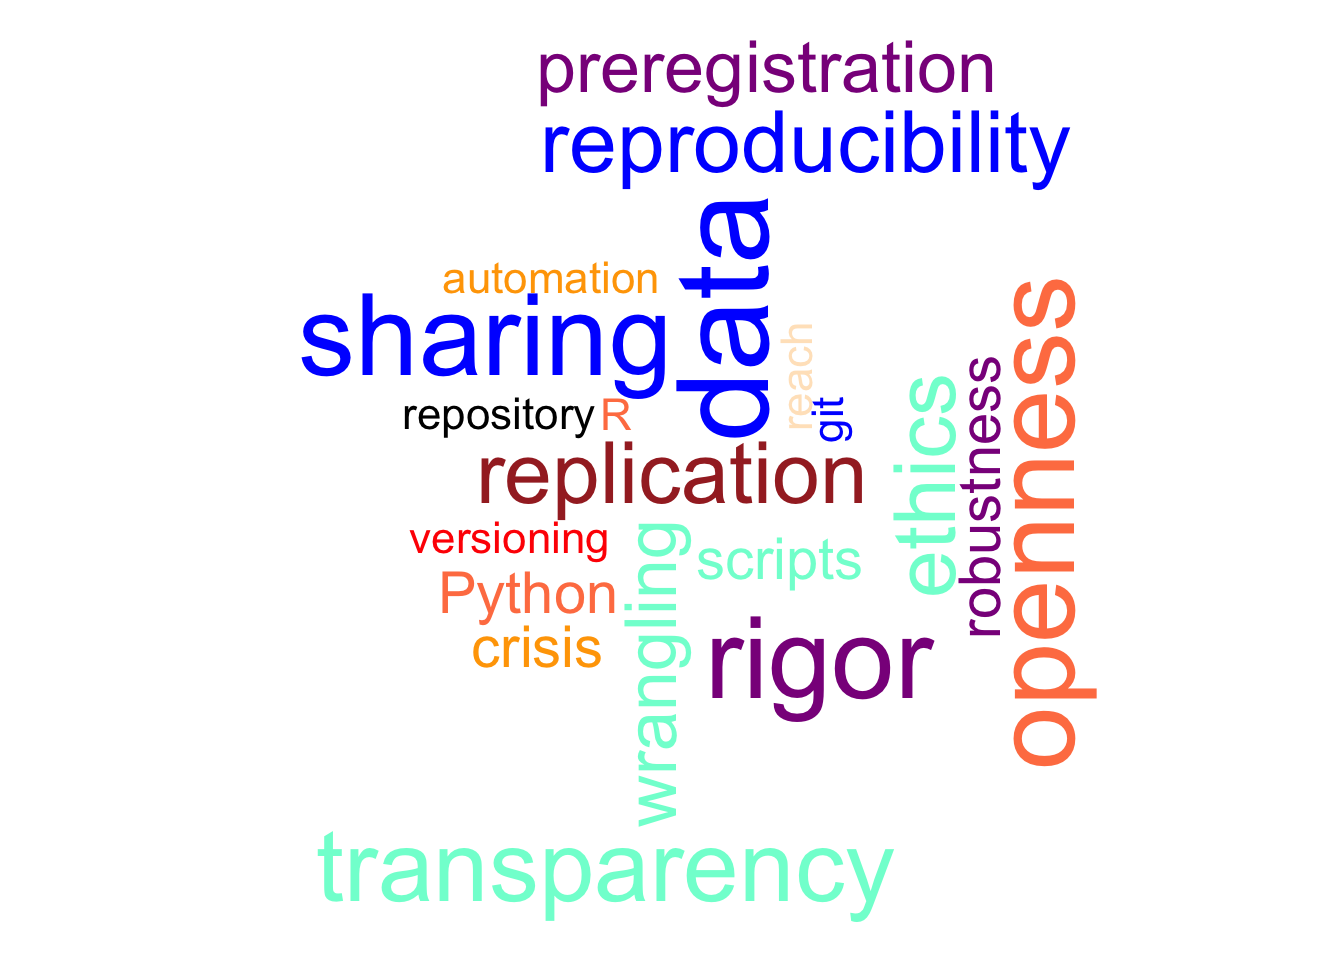 preregistration
reproducibility
data
automation
sharing
reach
repository
R
git
replication
ethics
robustness
openness
versioning
scripts
wrangling
Python
crisis
rigor
transparency